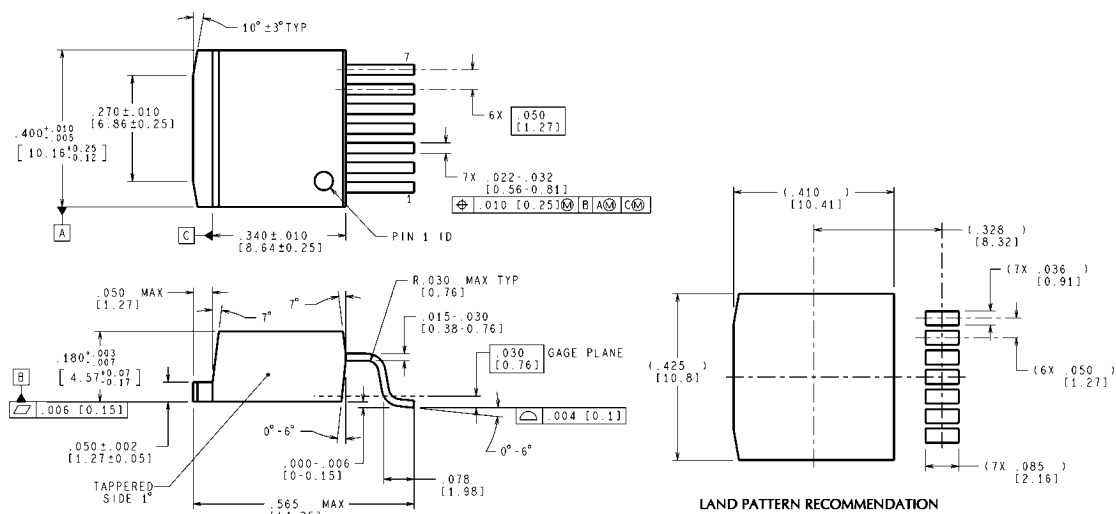 10° ±3° TYP
7
.270±.010
[6.86±0.25]
6X .050
[1.27]
.400+.010
-.005
[10.16+0.25
-0.12]
7X .022-.032
[0.56-0.81]
1
⌖ .010 [0.25]Ⓜ B AⓂ CⓂ
A
C
.340±.010
[8.64±0.25]
PIN 1 ID
(.410)
[10.41]
(.328)
[8.32]
(7X .036)
[0.91]
R.030 MAX TYP
[0.76]
.050 MAX
[1.27]
7°
7°
.015-.030
[0.38-0.76]
.030
[0.76]
GAGE PLANE
.180+.003
-.007
[4.57+0.07
-0.17]
(.425)
[10.8]
(6X .050)
[1.27]
B
⏥ .006 [0.15]
⌓ .004 [0.1]
0°-6°
0°-6°
.050±.002
[1.27±0.05]
.000-.006
[0-0.15]
.078
[1.98]
(7X .085)
[2.16]
TAPPERED
SIDE 1°
.565 MAX
LAND PATTERN RECOMMENDATION